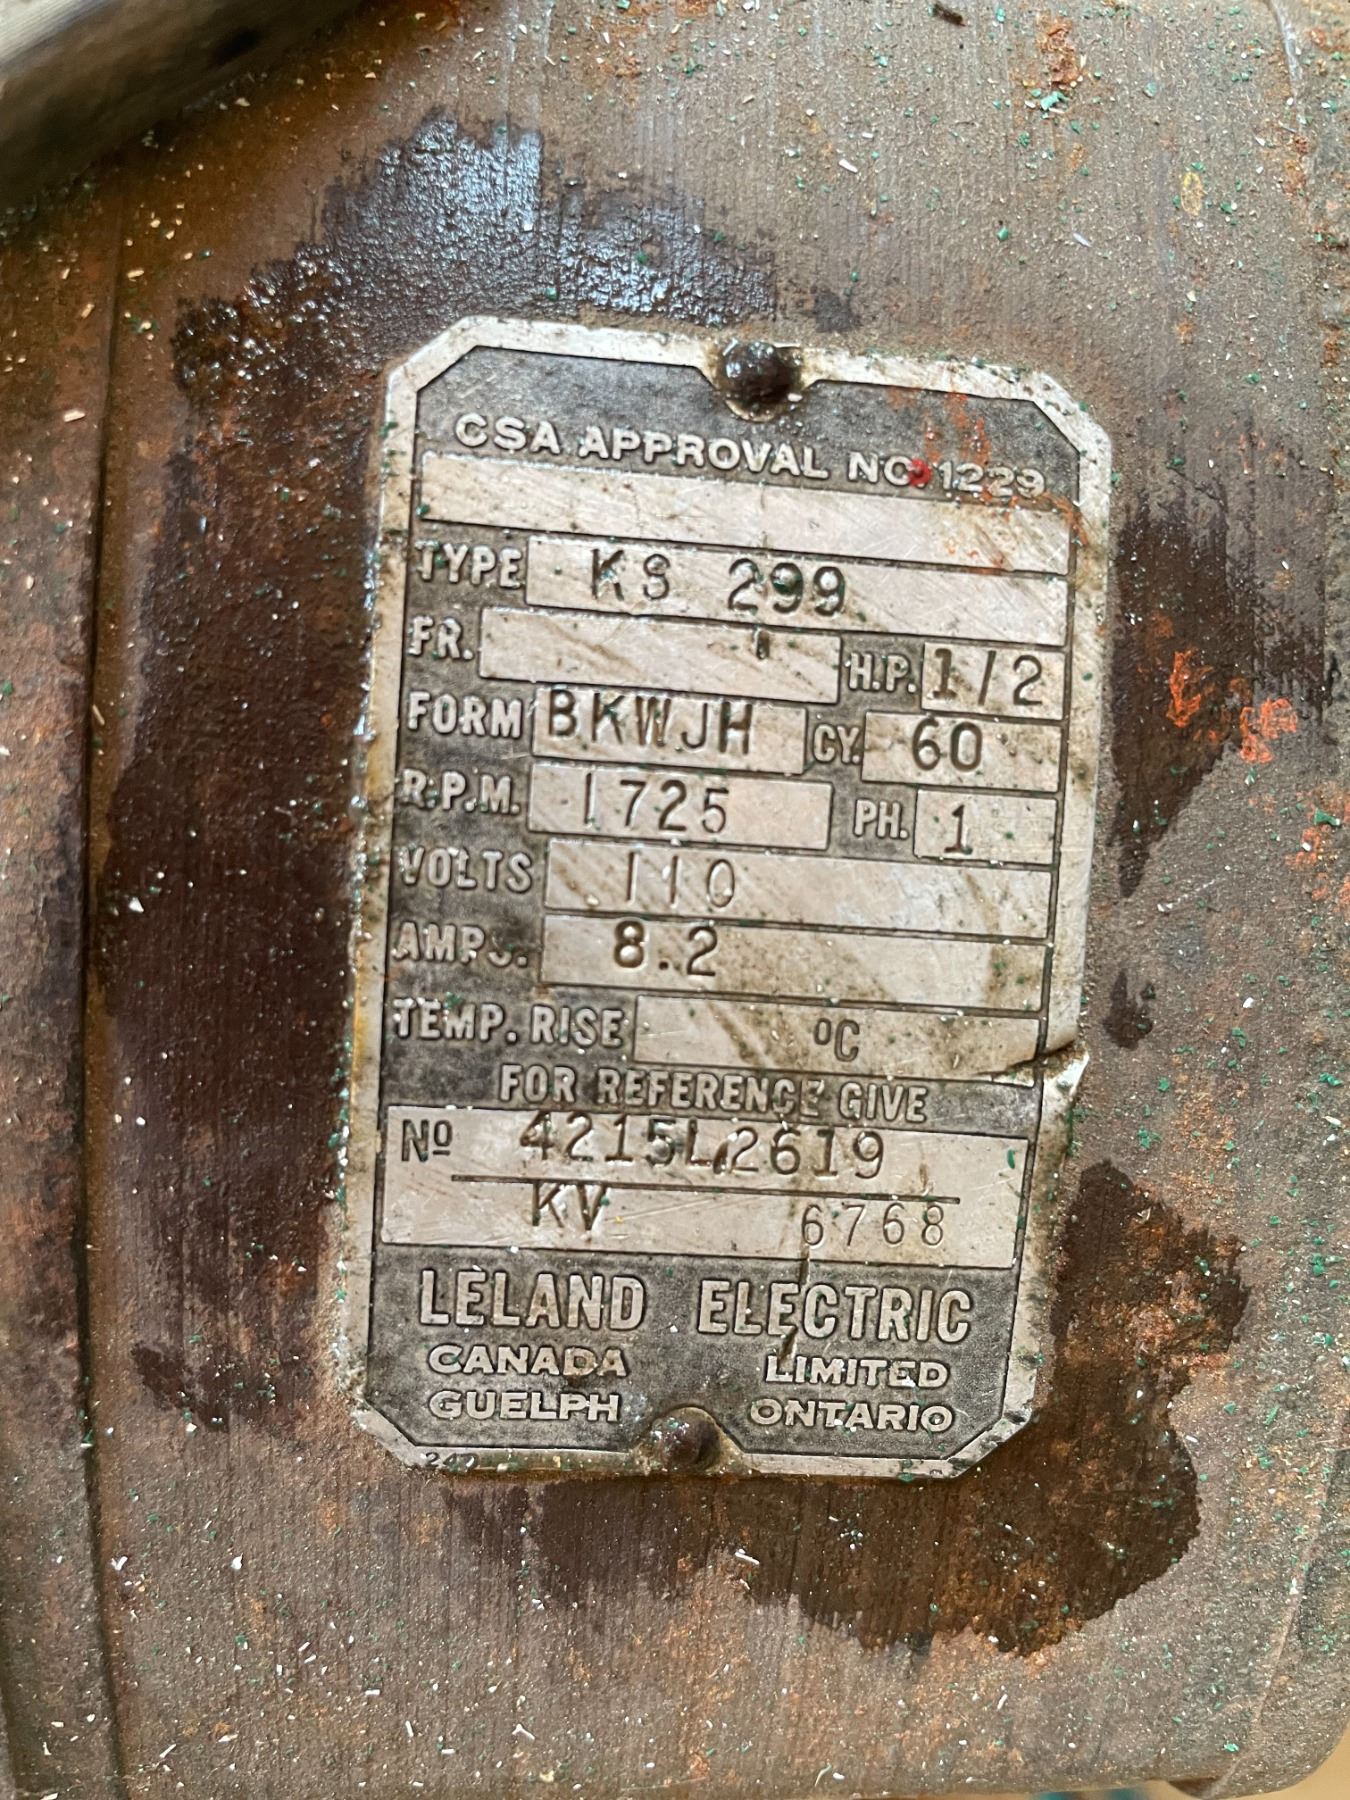 CSA APPROVAL NO. 1229
TYPE KS 299
FR. H.P. 1/2
FORM BKWJH CY. 60
R.P.M. 1725 PH. 1
VOLTS 110
AMPS. 8.2
TEMP. RISE ºC
FOR REFERENCE GIVE
Nº 4215L2619
KV 6768
LELAND ELECTRIC
CANADA LIMITED
GUELPH ONTARIO